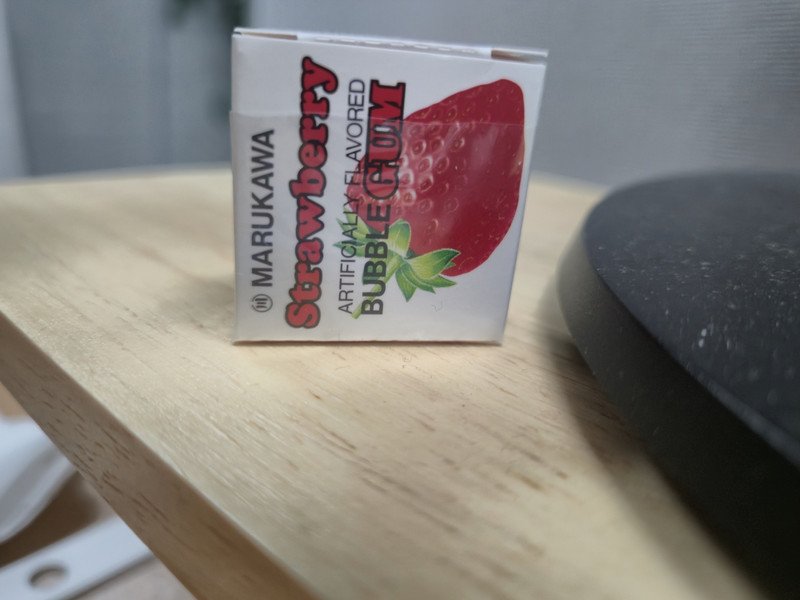 MARUKAWA
Strawberry
ARTIFICIALLY FLAVORED
BUBBLE GUM